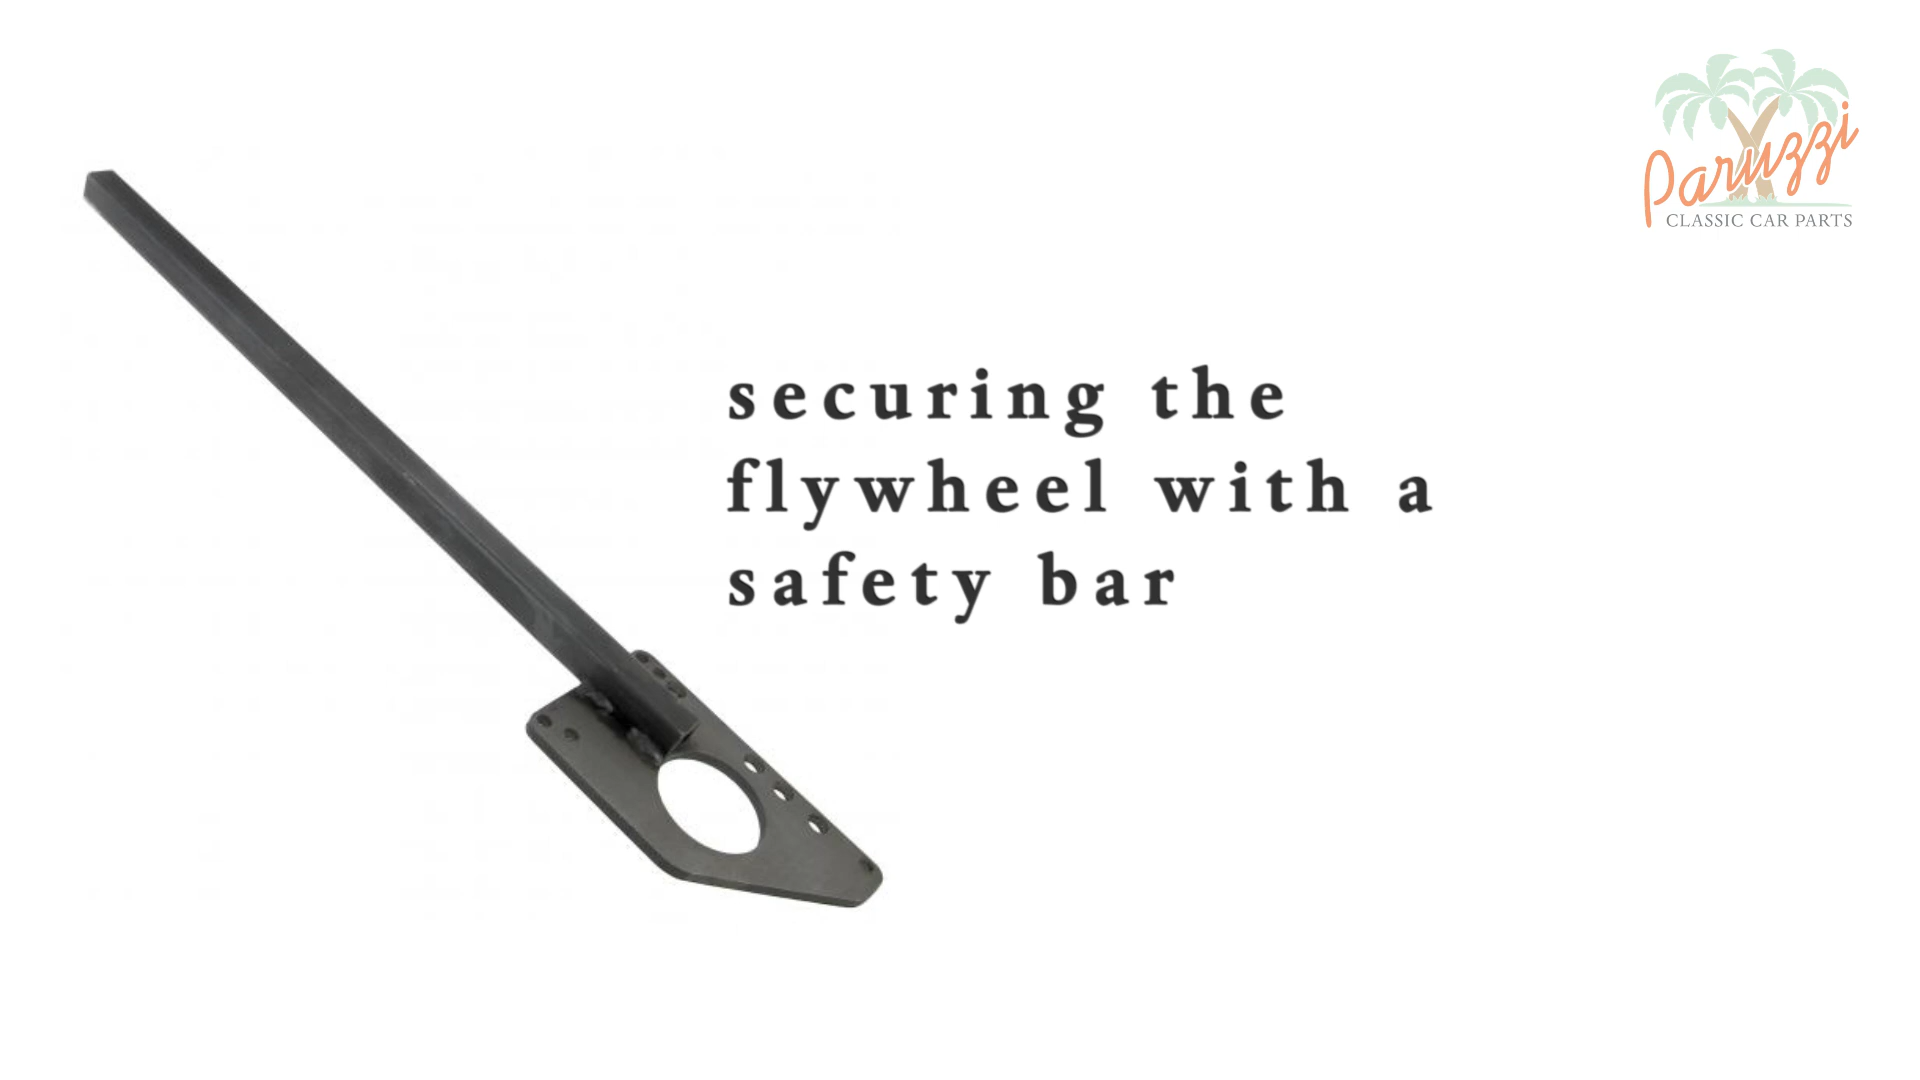 Paruzzi
CLASSIC CAR PARTS
securing the
flywheel with a
safety bar